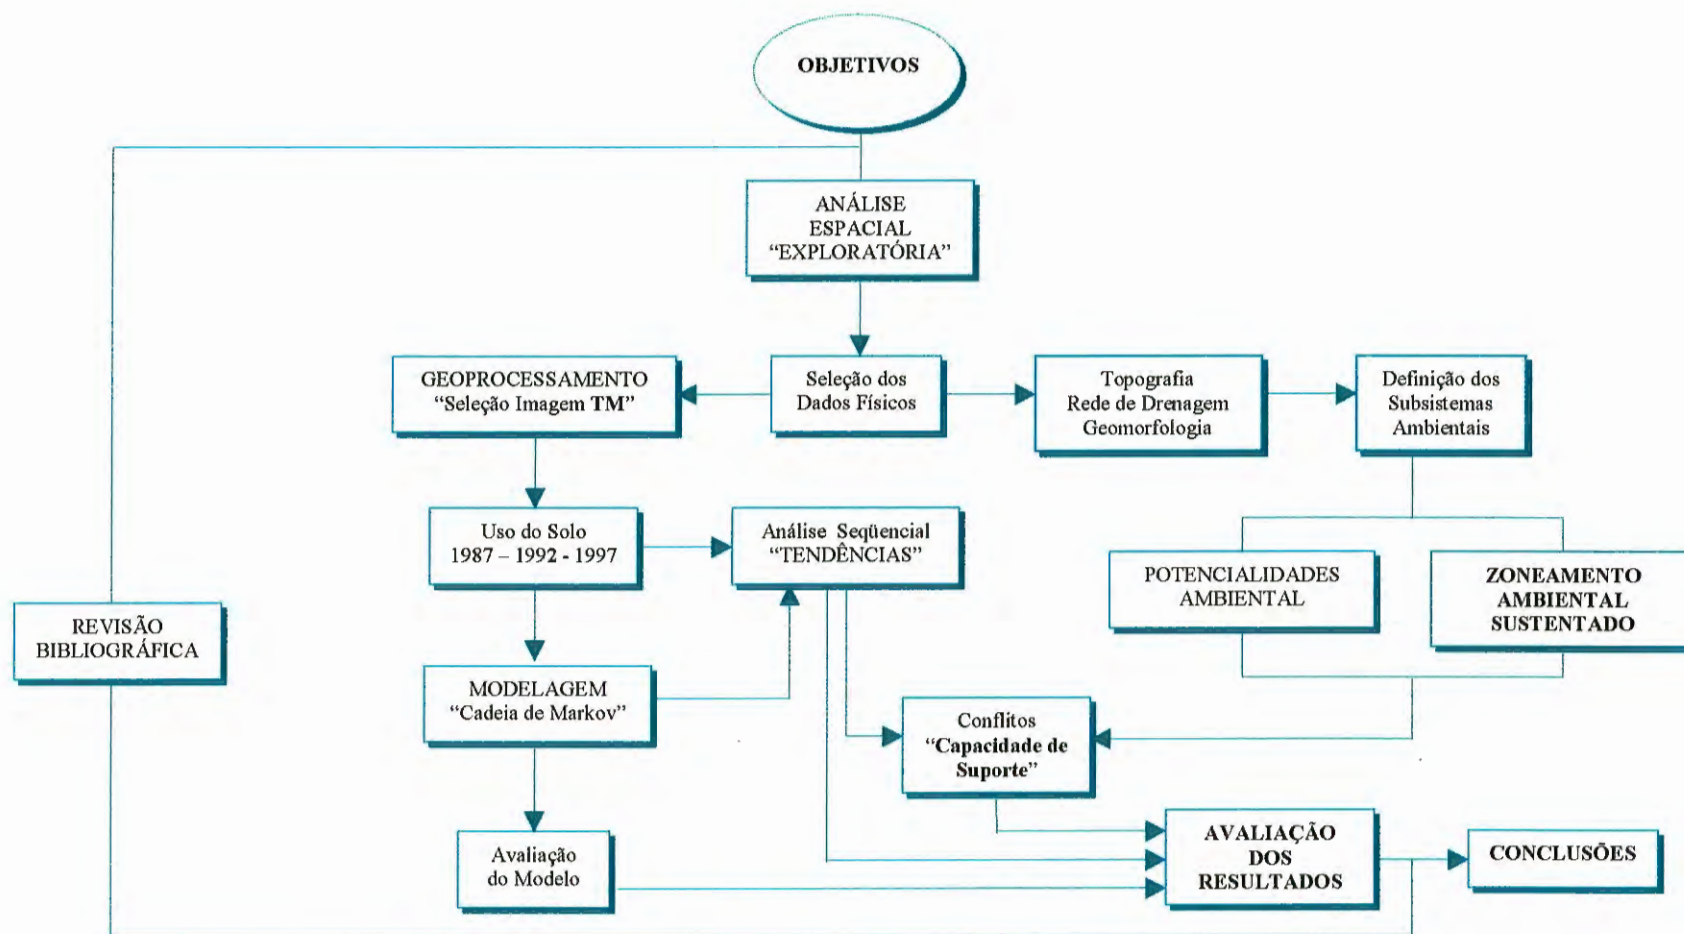 OBJETIVOS
ANÁLISE
ESPACIAL
“EXPLORATÓRIA”
GEOPROCESSAMENTO
“Seleção Imagem TM”
Seleção dos
Dados Físicos
Topografia
Rede de Drenagem
Geomorfologia
Definição dos
Subsistemas
Ambientais
Uso do Solo
1987 – 1992 - 1997
Análise Seqüencial
“TENDÊNCIAS”
POTENCIALIDADES
AMBIENTAL
ZONEAMENTO
AMBIENTAL
SUSTENTADO
REVISÃO
BIBLIOGRÁFICA
MODELAGEM
“Cadeia de Markov”
Conflitos
“Capacidade de
Suporte”
Avaliação
do Modelo
AVALIAÇÃO
DOS
RESULTADOS
CONCLUSÕES